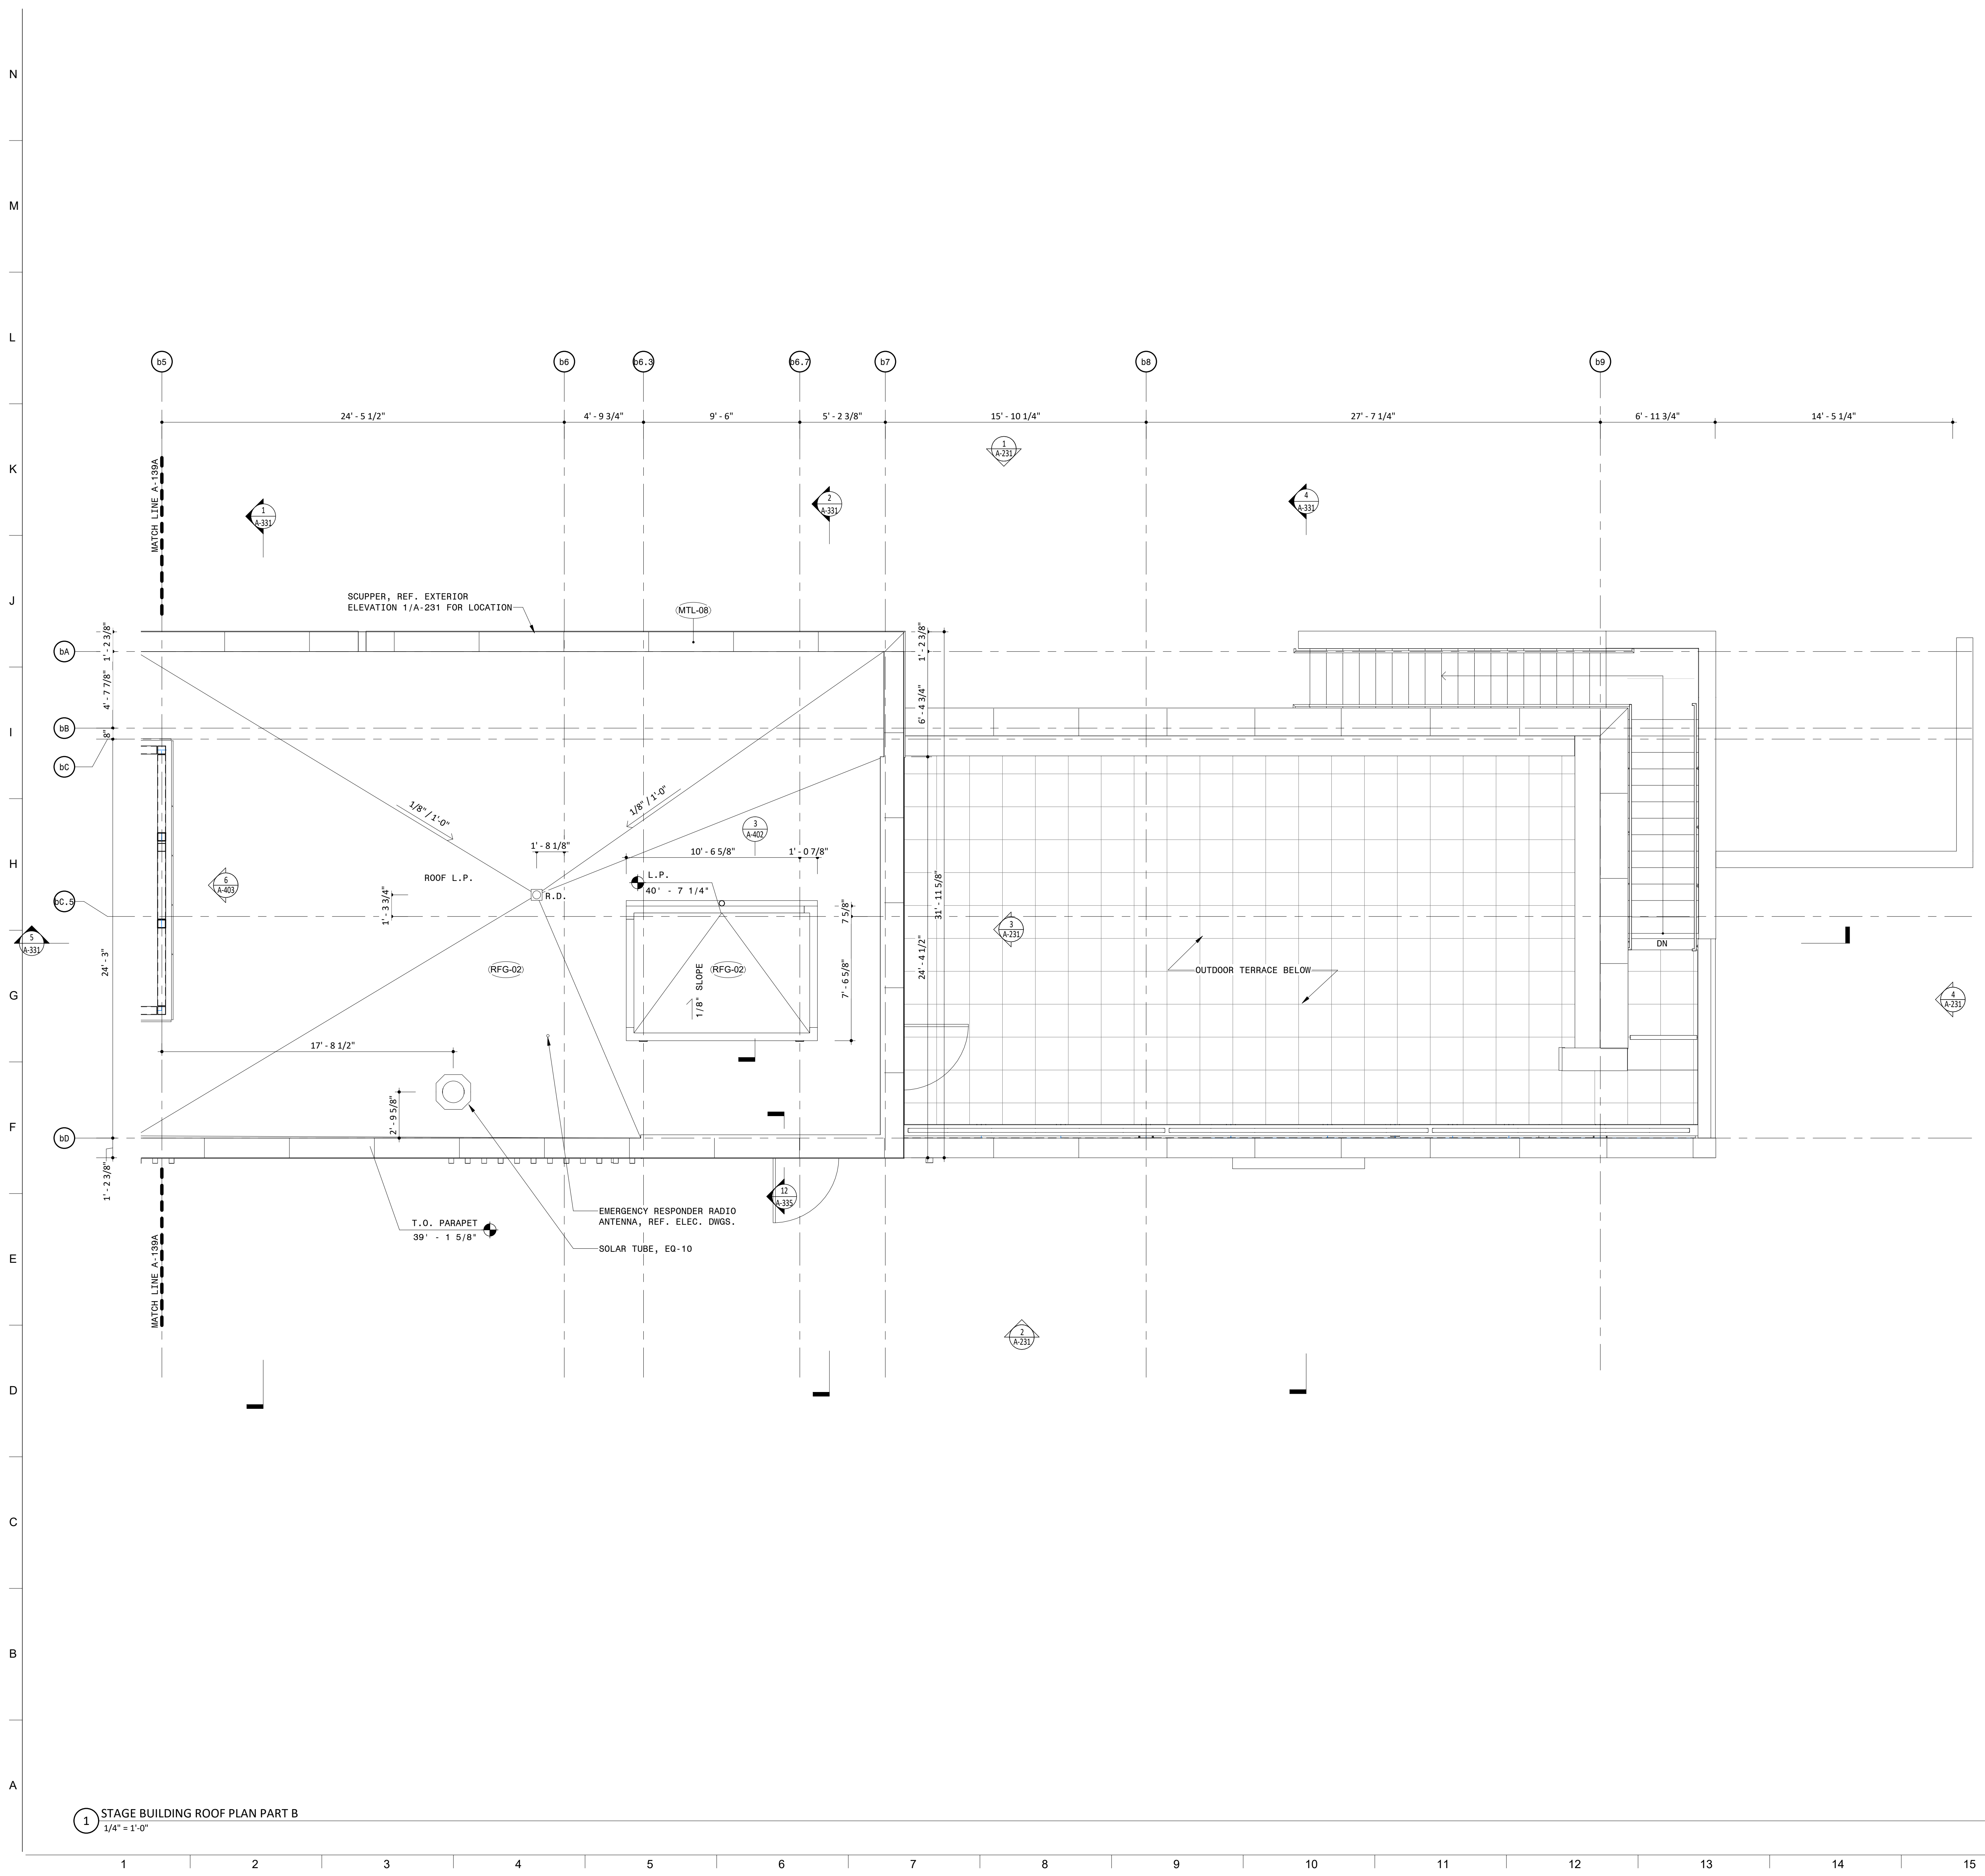 N
M
L
K
J
I
H
G
F
E
D
C
B
A
b5
b6
b6.3
b6.7
b7
b8
b9
24' - 5 1/2"
4' - 9 3/4"
9' - 6"
5' - 2 3/8"
15' - 10 1/4"
27' - 7 1/4"
6' - 11 3/4"
14' - 5 1/4"
MATCH LINE A-139A
1
A-331
2
A-331
1
A-231
4
A-331
SCUPPER, REF. EXTERIOR
ELEVATION 1/A-231 FOR LOCATION
MTL-08
bA
bB
bC
bC.5
bD
1' - 2 3/8"
4' - 7 7/8"
8"
24' - 3"
1' - 2 3/8"
1' - 2 3/8"
6' - 4 3/4"
31' - 11 5/8"
24' - 4 1/2"
1/8" / 1'-0"
1/8" / 1'-0"
3
A-402
1' - 8 1/8"
10' - 6 5/8"
1' - 0 7/8"
6
A-403
ROOF L.P.
R.D.
L.P.
40' - 7 1/4"
1' - 3 3/4"
7 5/8"
7' - 6 5/8"
5
A-331
3
A-231
RFG-02
RFG-02
1/8" SLOPE
OUTDOOR TERRACE BELOW
DN
4
A-231
17' - 8 1/2"
2' - 9 5/8"
12
A-335
T.O. PARAPET
39' - 1 5/8"
EMERGENCY RESPONDER RADIO
ANTENNA, REF. ELEC. DWGS.
SOLAR TUBE, EQ-10
MATCH LINE A-139A
2
A-231
1
STAGE BUILDING ROOF PLAN PART B
1/4" = 1'-0"
1
2
3
4
5
6
7
8
9
10
11
12
13
14
15